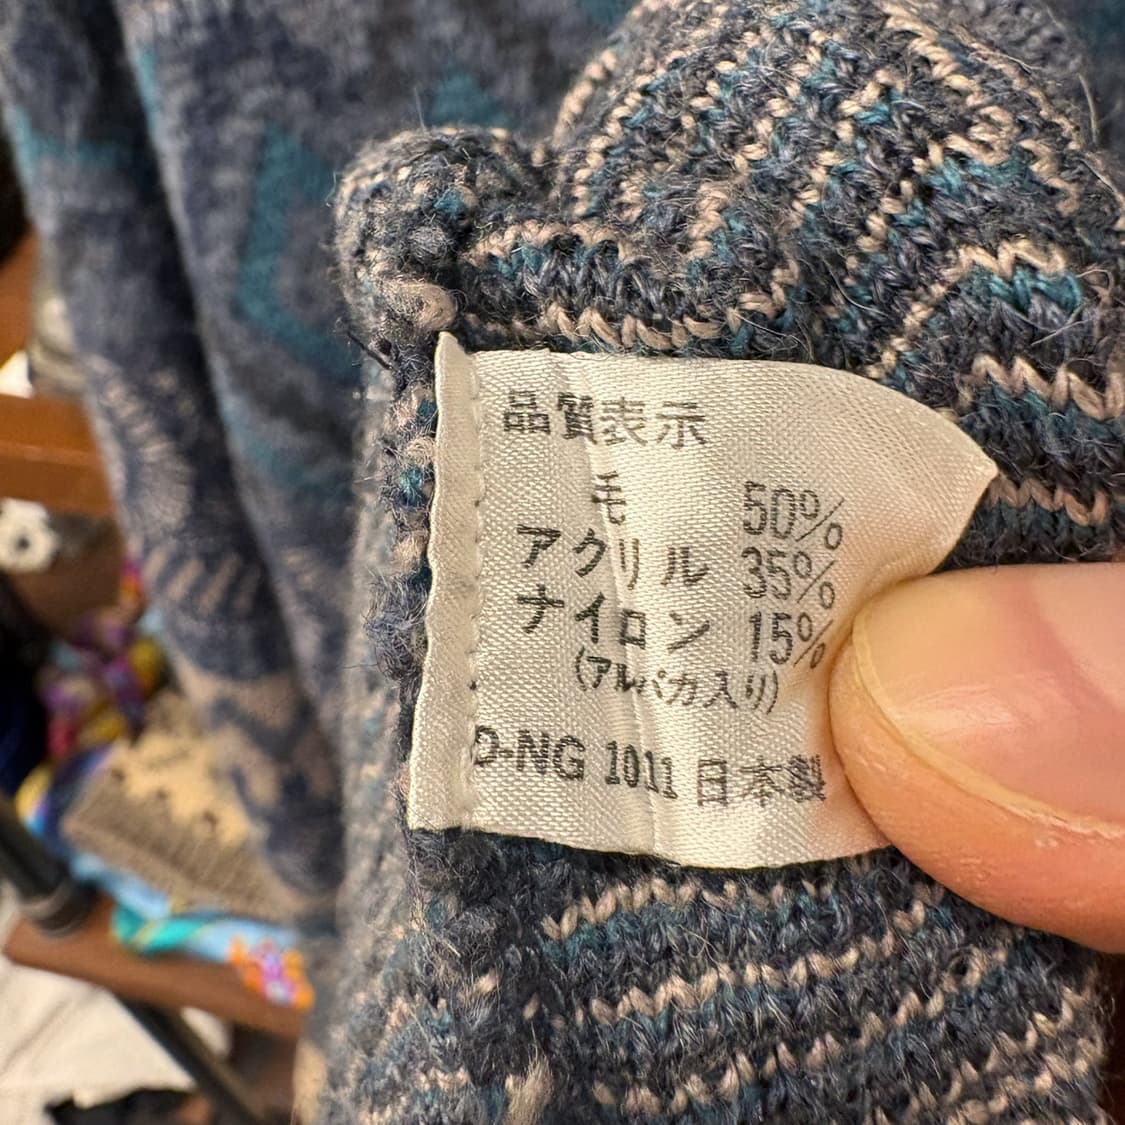 品質表示
毛 50%
アクリル 35%
ナイロン 15%
(アルパカ入り)
D-NG 1011 日本製